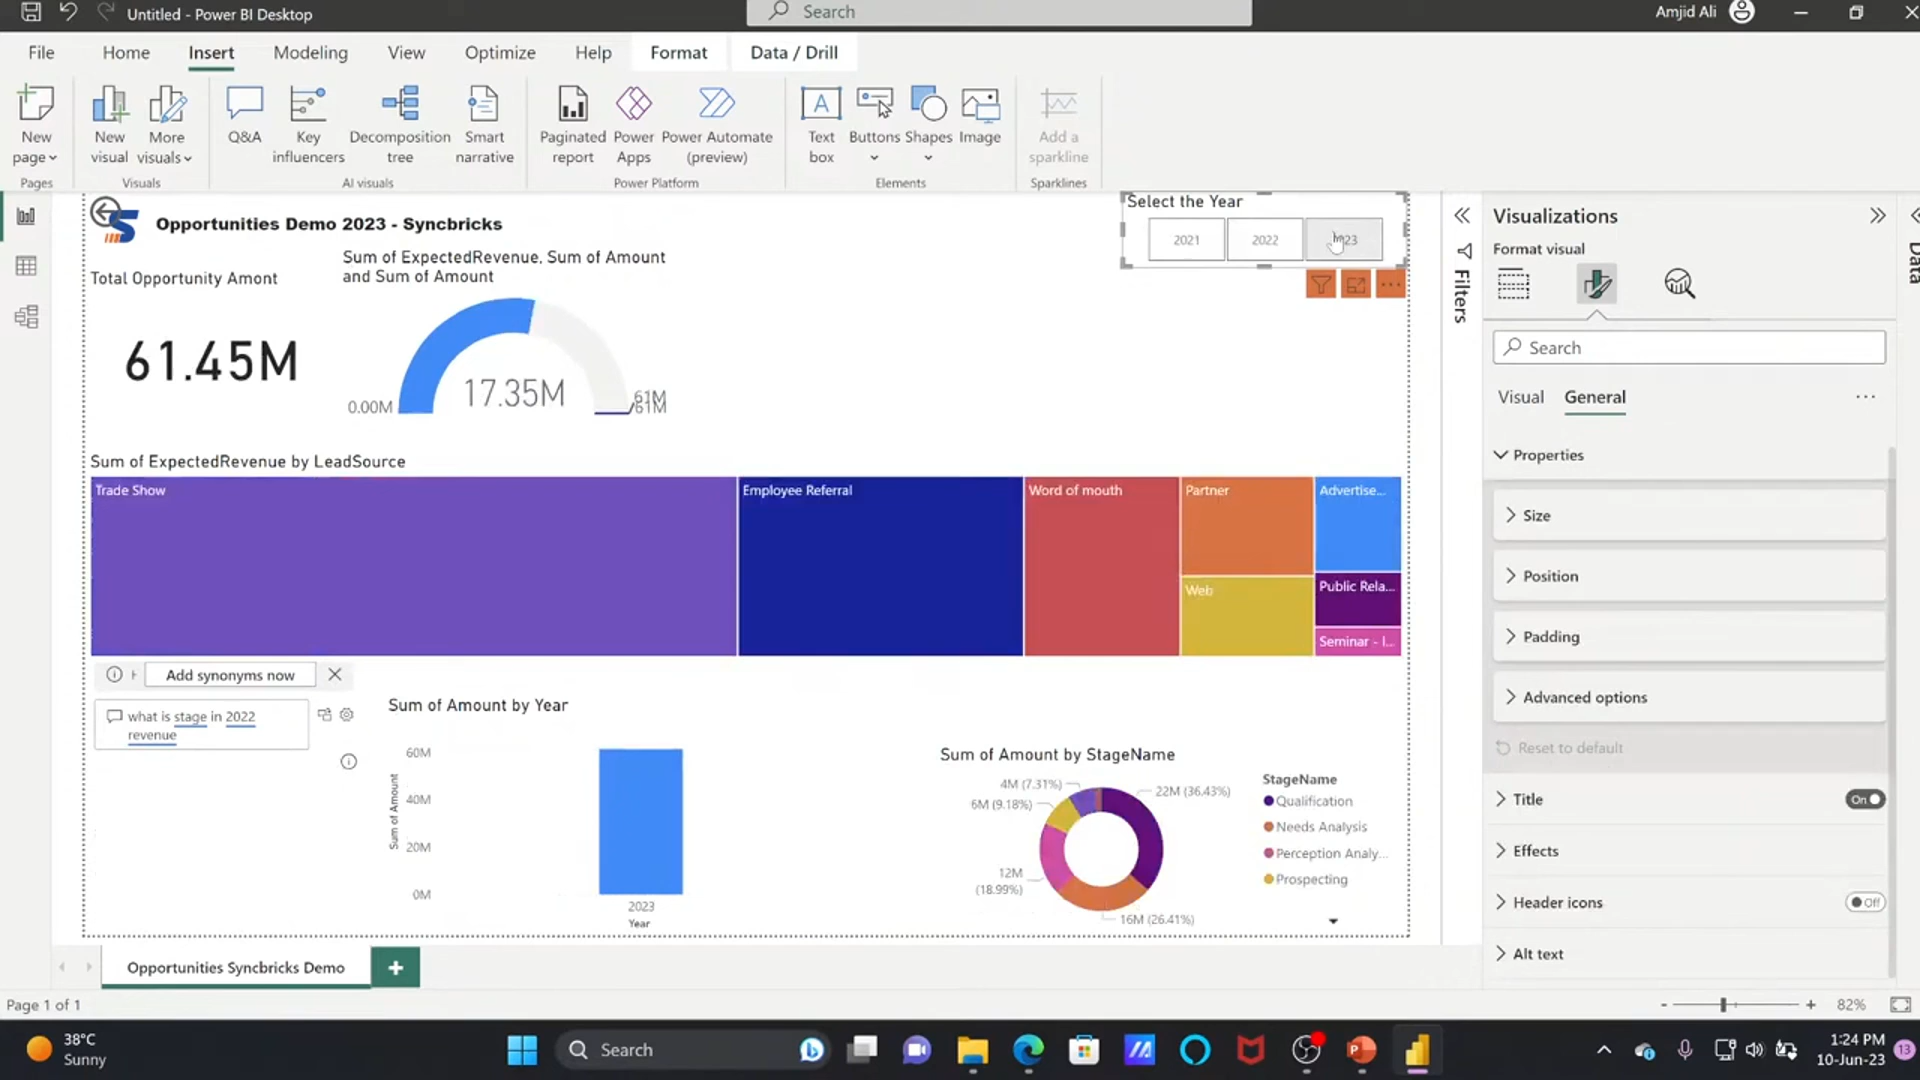 Untitled - Power BI Desktop
Search
Amjid Ali
File
Home
Insert
Modeling
View
Optimize
Help
Format
Data / Drill
New
page
New
visual
More
visuals
Q&A
Key
influencers
Decomposition
tree
Smart
narrative
Paginated
report
Power
Apps
Power Automate
(preview)
Text
box
Buttons
Shapes
Image
Add a
sparkline
Pages
Visuals
AI visuals
Power Platform
Elements
Sparklines
Opportunities Demo 2023 - Syncbricks
Select the Year
2021
2022
Total Opportunity Amont
61.45M
Sum of ExpectedRevenue, Sum of Amount
and Sum of Amount
0.00M
17.35M
61M
61M
Sum of ExpectedRevenue by LeadSource
Trade Show
Employee Referral
Word of mouth
Partner
Web
Advertise...
Public Rela...
Seminar - I...
Add synonyms now
what is stage in 2022
revenue
Sum of Amount by Year
Sum of Amount
60M
40M
20M
0M
2023
Year
Sum of Amount by StageName
4M (7.31%)
6M (9.18%)
12M
(18.99%)
22M (36.43%)
16M (26.41%)
StageName
Qualification
Needs Analysis
Perception Analy...
Prospecting
Filters
Visualizations
Format visual
Search
Visual
General
Properties
Size
Position
Padding
Advanced options
Reset to default
Title
On
Effects
Header icons
Off
Alt text
Data
Opportunities Syncbricks Demo
Page 1 of 1
82%
38°C
Sunny
Search
1:24 PM
10-Jun-23
13